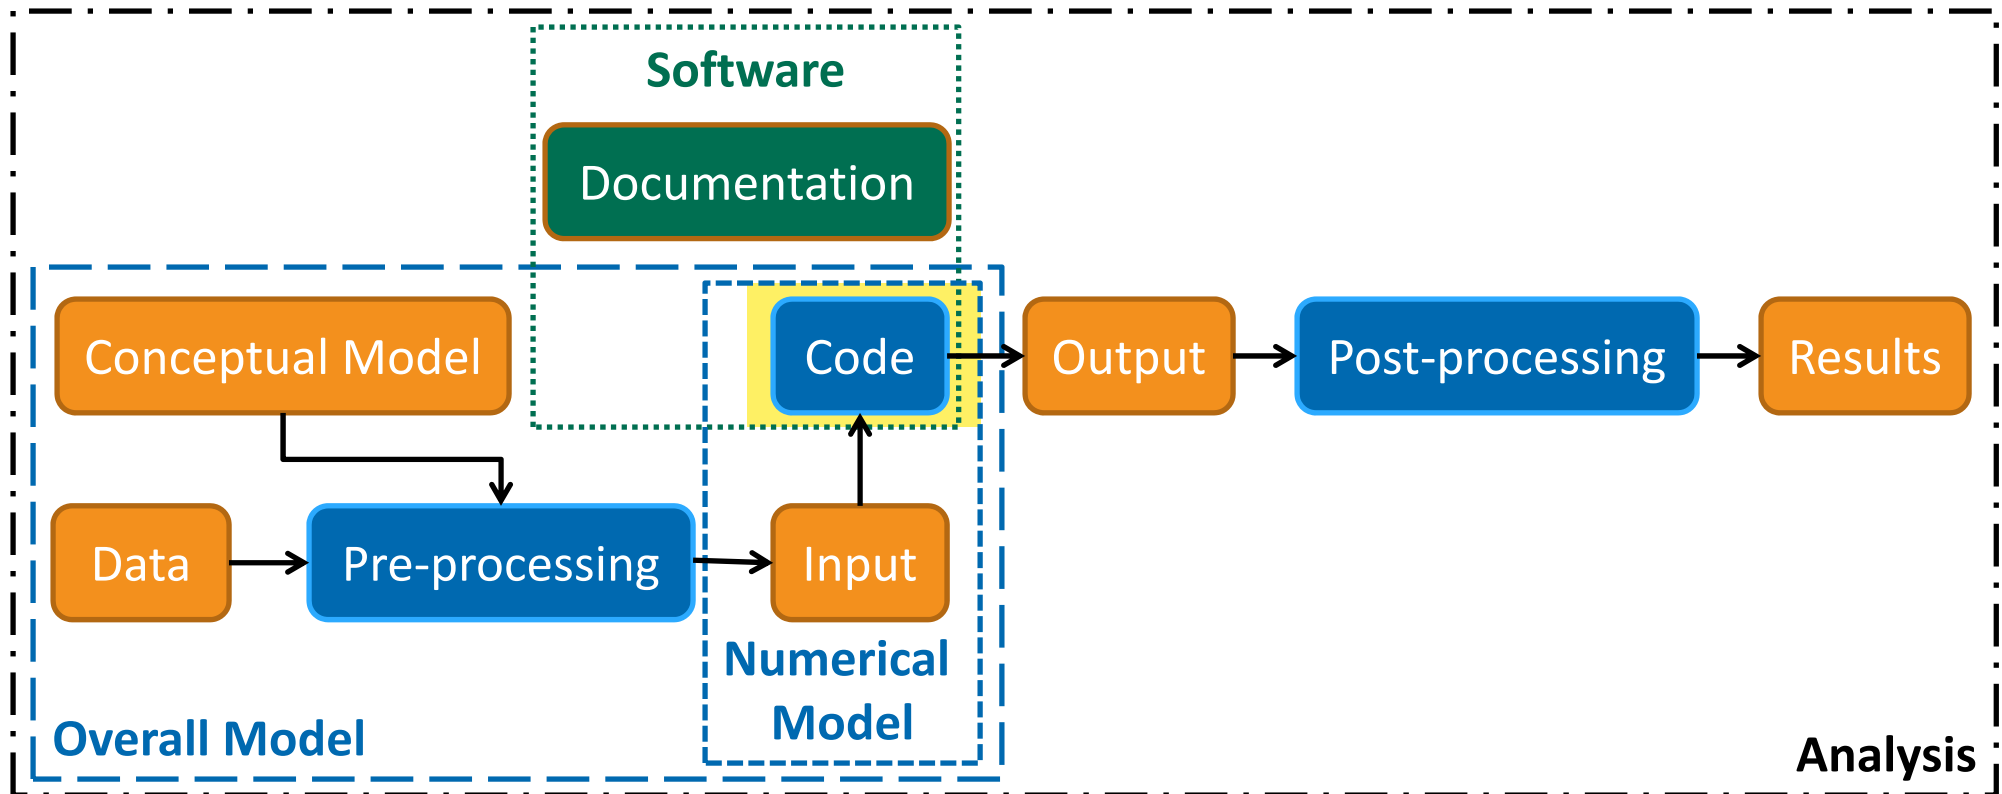 Software
Documentation
Conceptual Model
Code
Output
Post-processing
Results
Data
Pre-processing
Input
Numerical
Model
Overall Model
Analysis